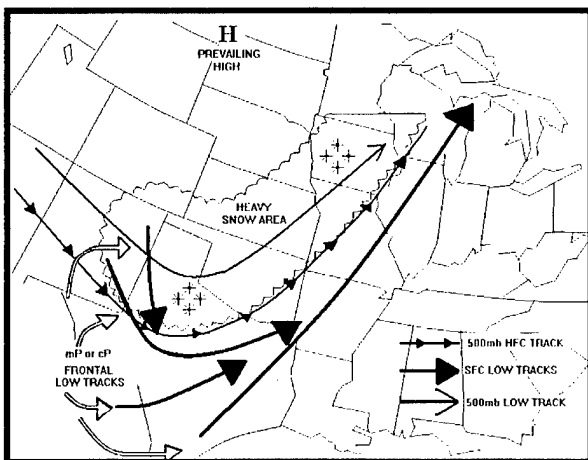 H
PREVAILING
HIGH
HEAVY
SNOW AREA
mP or cP
FRONTAL
LOW TRACKS
500mb HFC TRACK
SFC LOW TRACKS
500mb LOW TRACK